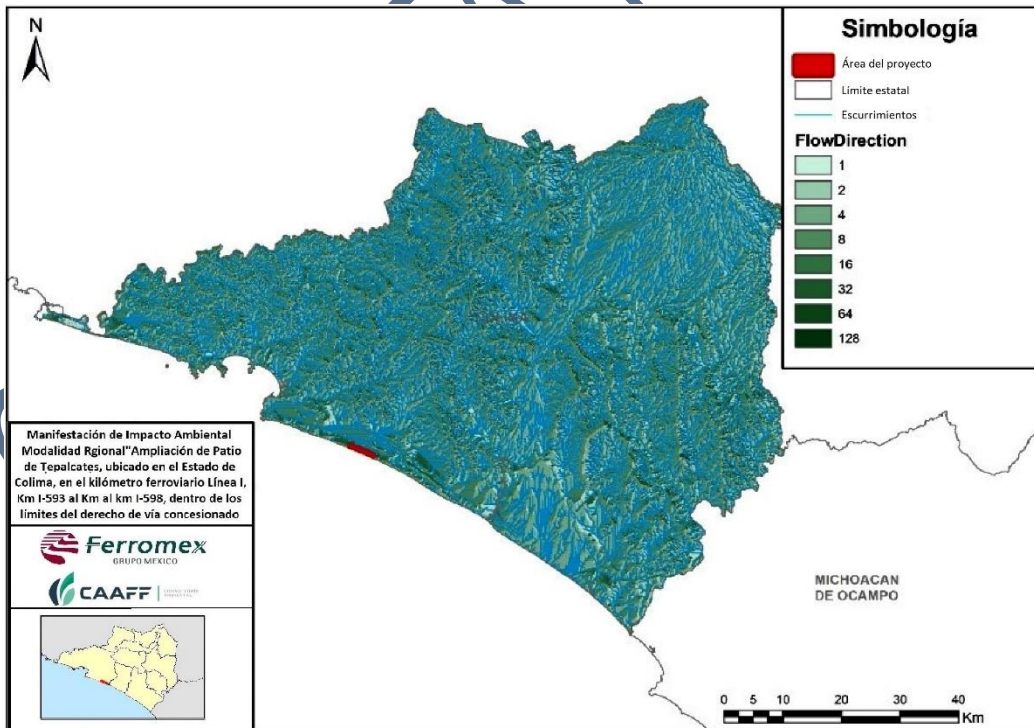 N
Simbología
Área del proyecto
Límite estatal
Escurrimientos
FlowDirection
1
2
4
8
16
32
64
128
Manifestación de Impacto Ambiental
Modalidad Rgional"Ampliación de Patio
de Tepalcates, ubicado en el Estado de
Colima, en el kilómetro ferroviario Línea I,
Km I-593 al Km al km I-598, dentro de los
límites del derecho de vía concesionado
Ferromex
GRUPO MEXICO
CAAFF
MICHOACAN
DE OCAMPO
0 5 10 20 30 40
Km